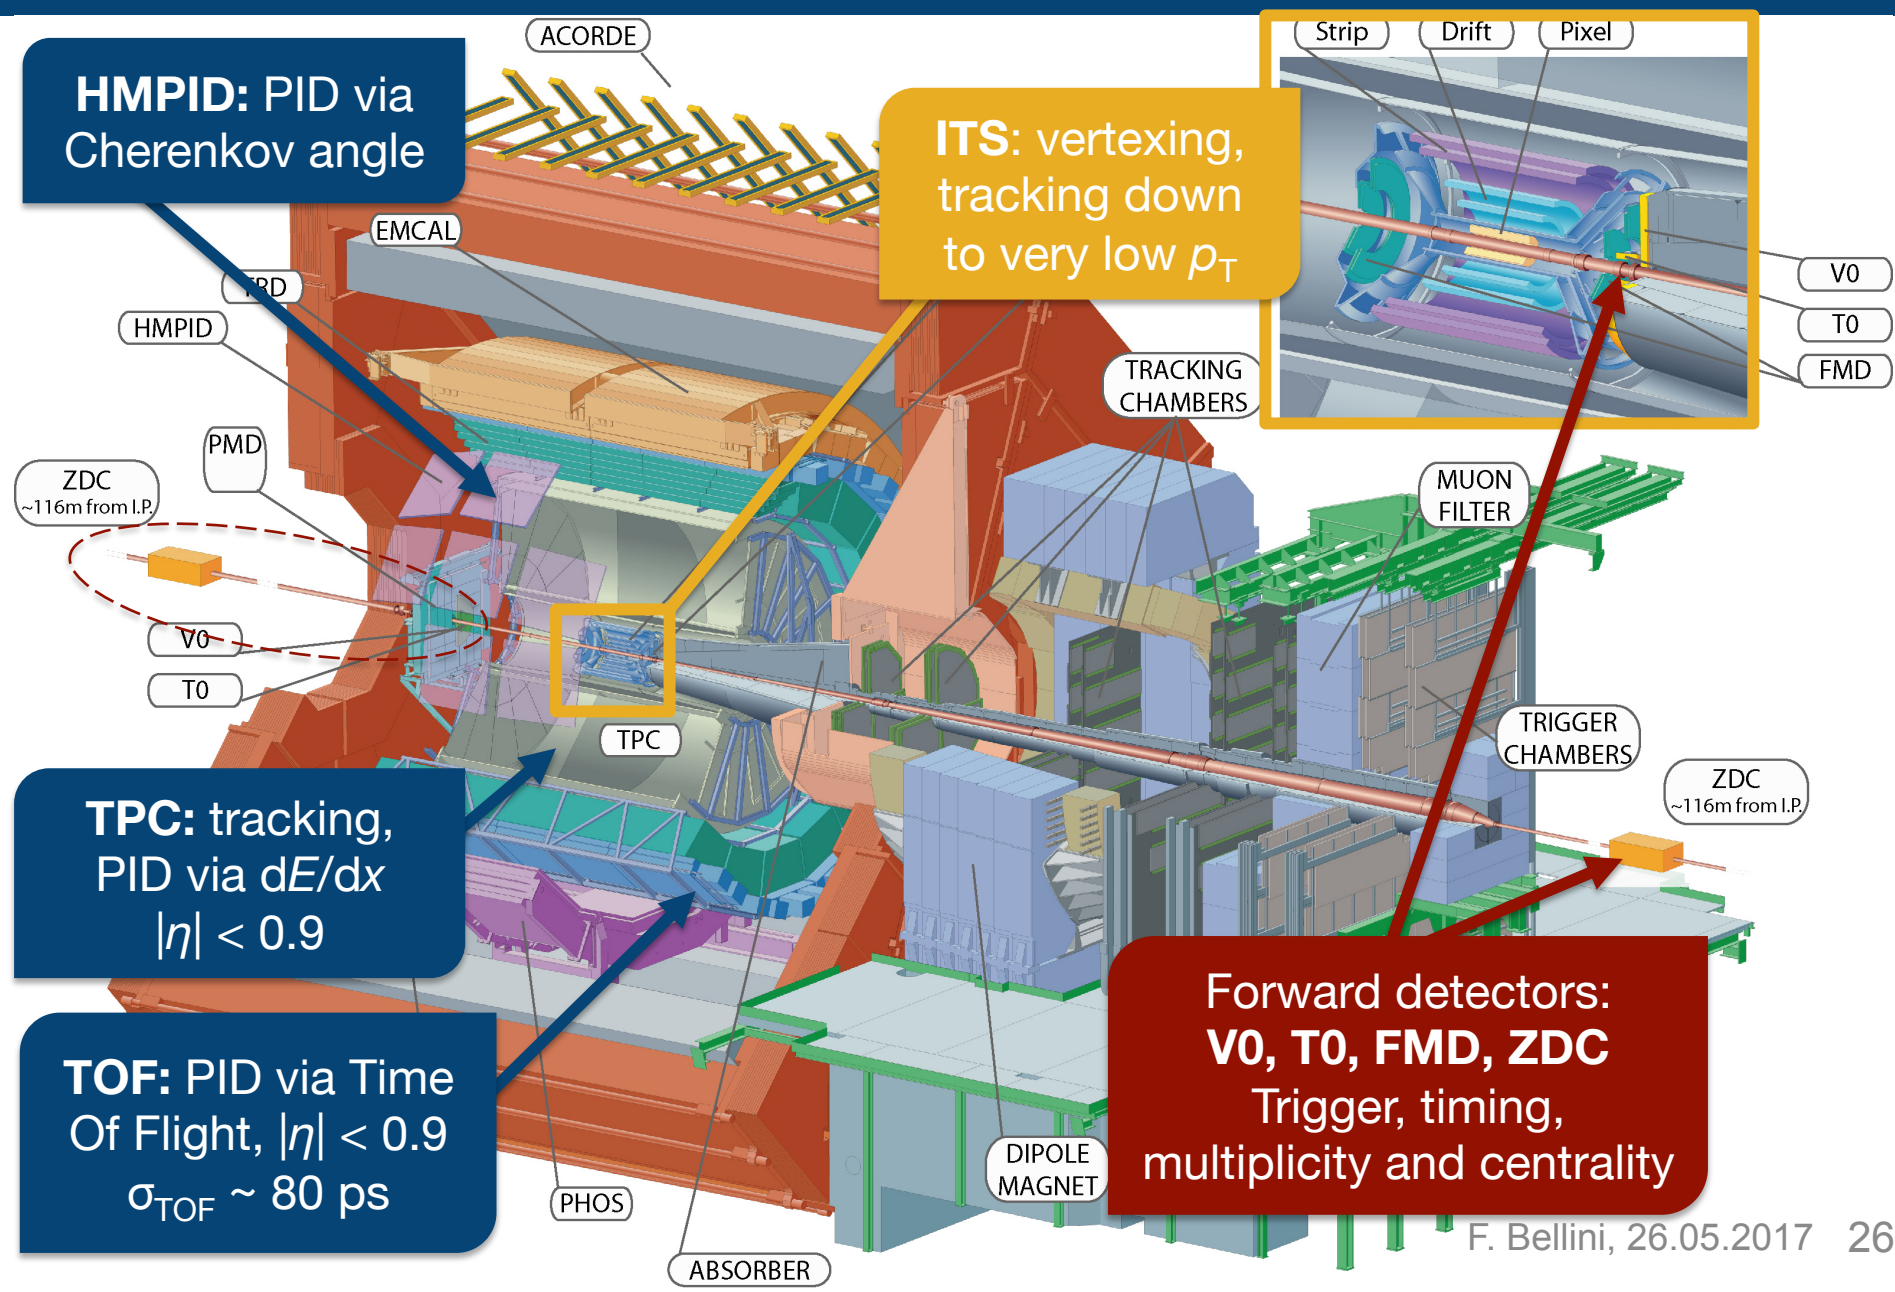 ACORDE
HMPID: PID via
Cherenkov angle
ITS: vertexing,
tracking down
to very low pT
Strip
Drift
Pixel
V0
T0
FMD
EMCAL
TRD
HMPID
PMD
ZDC
~116m from I.P.
V0
T0
TRACKING
CHAMBERS
MUON
FILTER
TPC
TRIGGER
CHAMBERS
ZDC
~116m from I.P.
TPC: tracking,
PID via dE/dx
|η| < 0.9
TOF: PID via Time
Of Flight, |η| < 0.9
σTOF ~ 80 ps
PHOS
ABSORBER
DIPOLE
MAGNET
Forward detectors:
V0, T0, FMD, ZDC
Trigger, timing,
multiplicity and centrality
F. Bellini, 26.05.2017 26